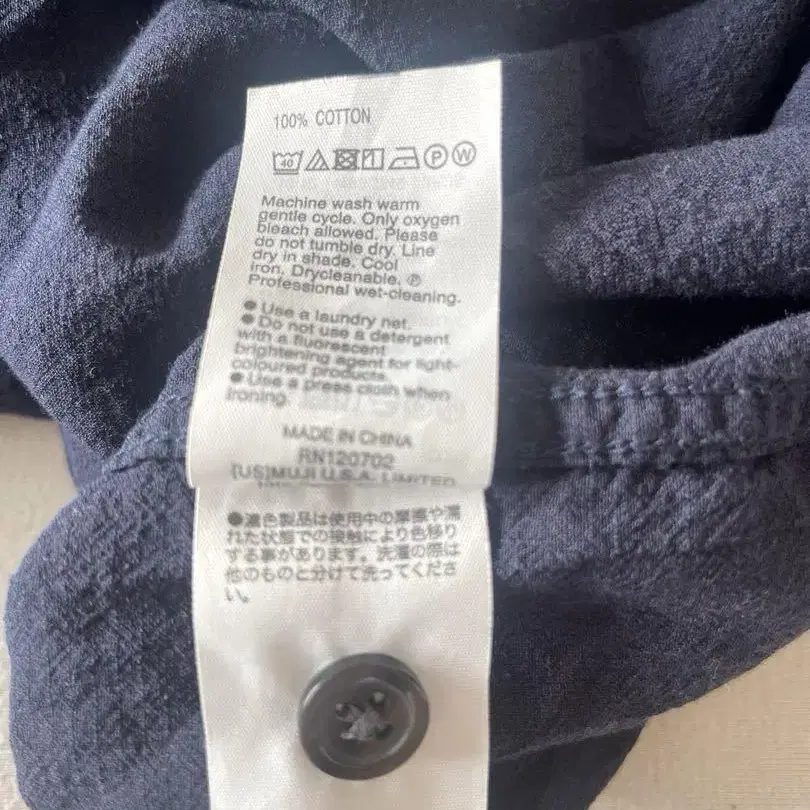 100% COTTON
40 P W
Machine wash warm
gentle cycle. Only oxygen
bleach allowed. Please
do not tumble dry. Line
dry in shade. Cool
iron. Drycleanable. Ⓟ
Professional wet-cleaning.
●Use a laundry net.
●Do not use a detergent
with a fluorescent
brightening agent for light-
coloured products.
●Use a press cloth when
ironing.
MADE IN CHINA
RN120702
[US]MUJI U.S.A. LIMITED
●濃色製品は使用中の摩擦や濡
れた状態での接触により色移り
する事があります。洗濯の際は
他のものと分けて洗ってくださ
い。